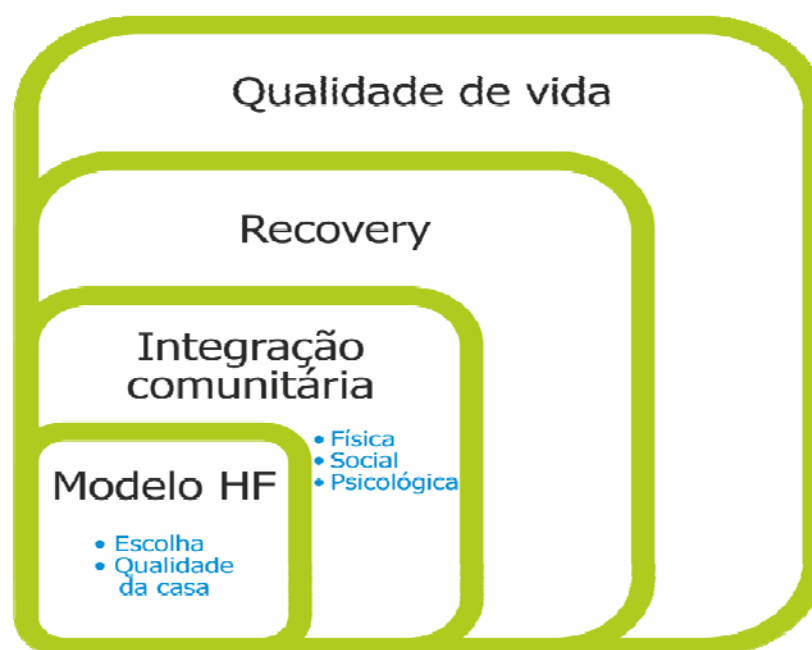 Qualidade de vida
Recovery
Integração
comunitária
• Física
• Social
• Psicológica
Modelo HF
• Escolha
• Qualidade
da casa